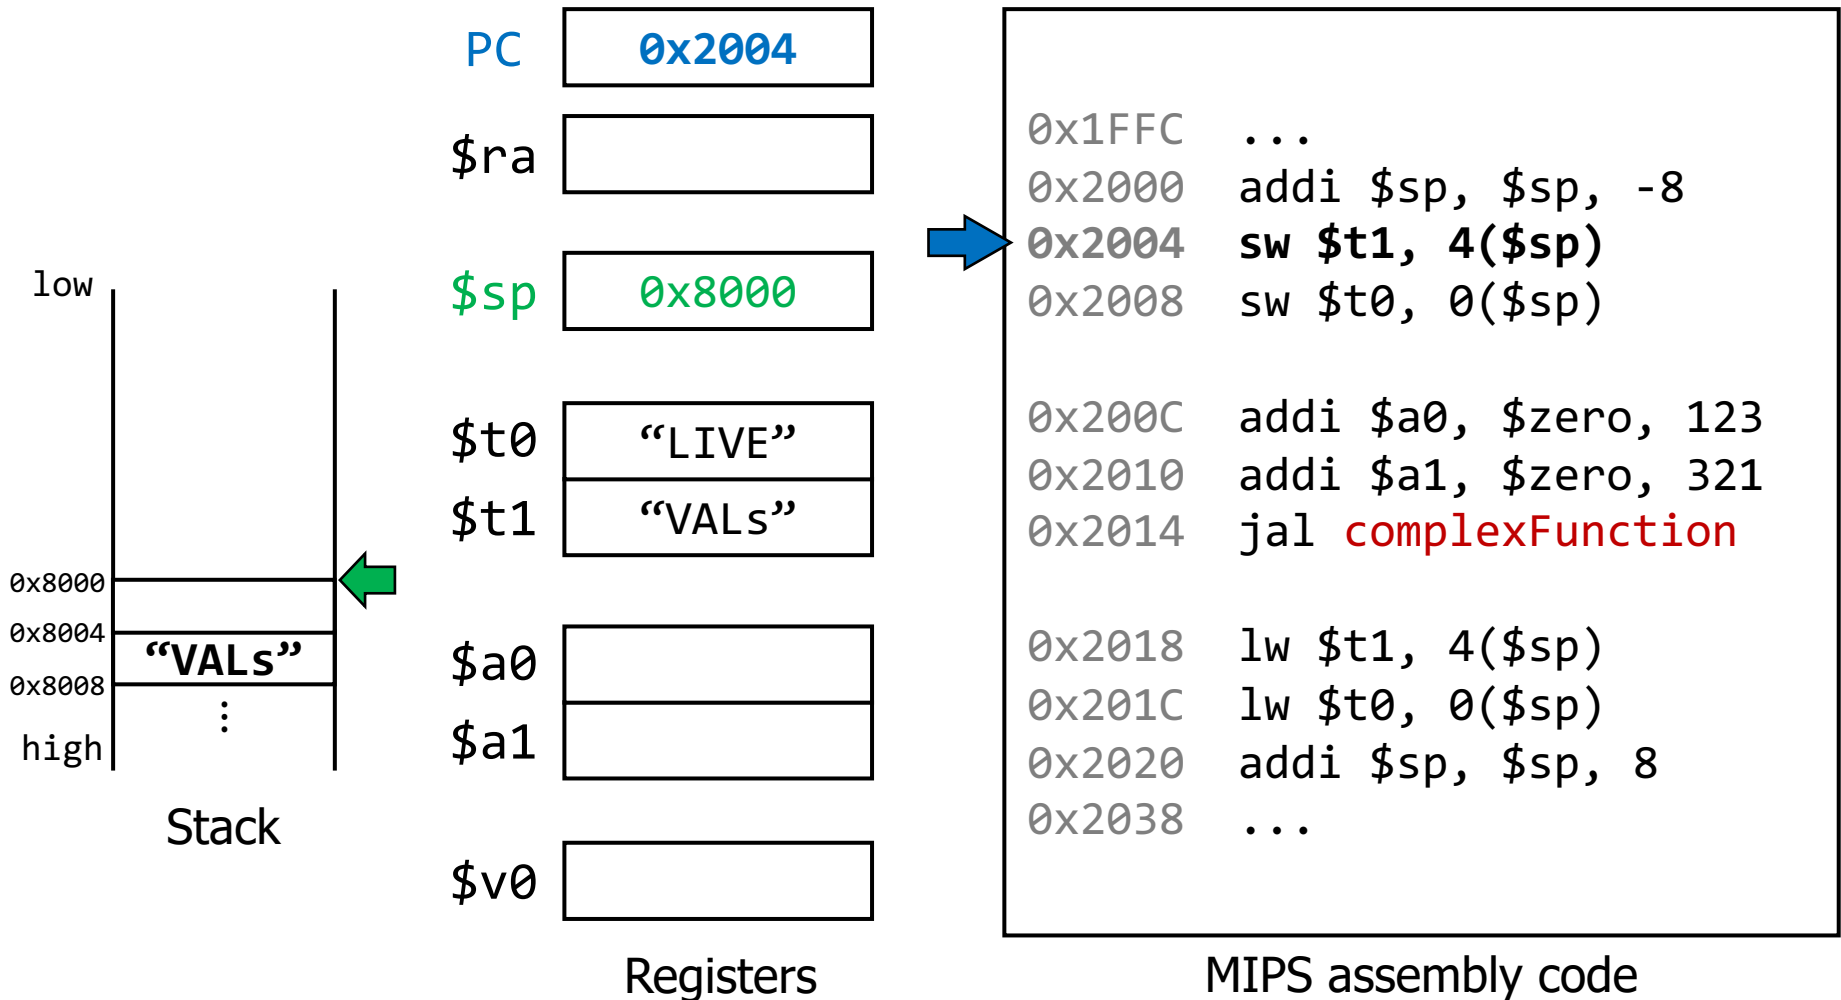 PC 0x2004
$ra
$sp 0x8000
$t0 “LIVE”
$t1 “VALs”
$a0
$a1
$v0
Registers
low
0x8000
0x8004
“VALs”
0x8008
⋮
high
Stack
0x1FFC ...
0x2000 addi $sp, $sp, -8
0x2004 sw $t1, 4($sp)
0x2008 sw $t0, 0($sp)
0x200C addi $a0, $zero, 123
0x2010 addi $a1, $zero, 321
0x2014 jal complexFunction
0x2018 lw $t1, 4($sp)
0x201C lw $t0, 0($sp)
0x2020 addi $sp, $sp, 8
0x2038 ...
MIPS assembly code